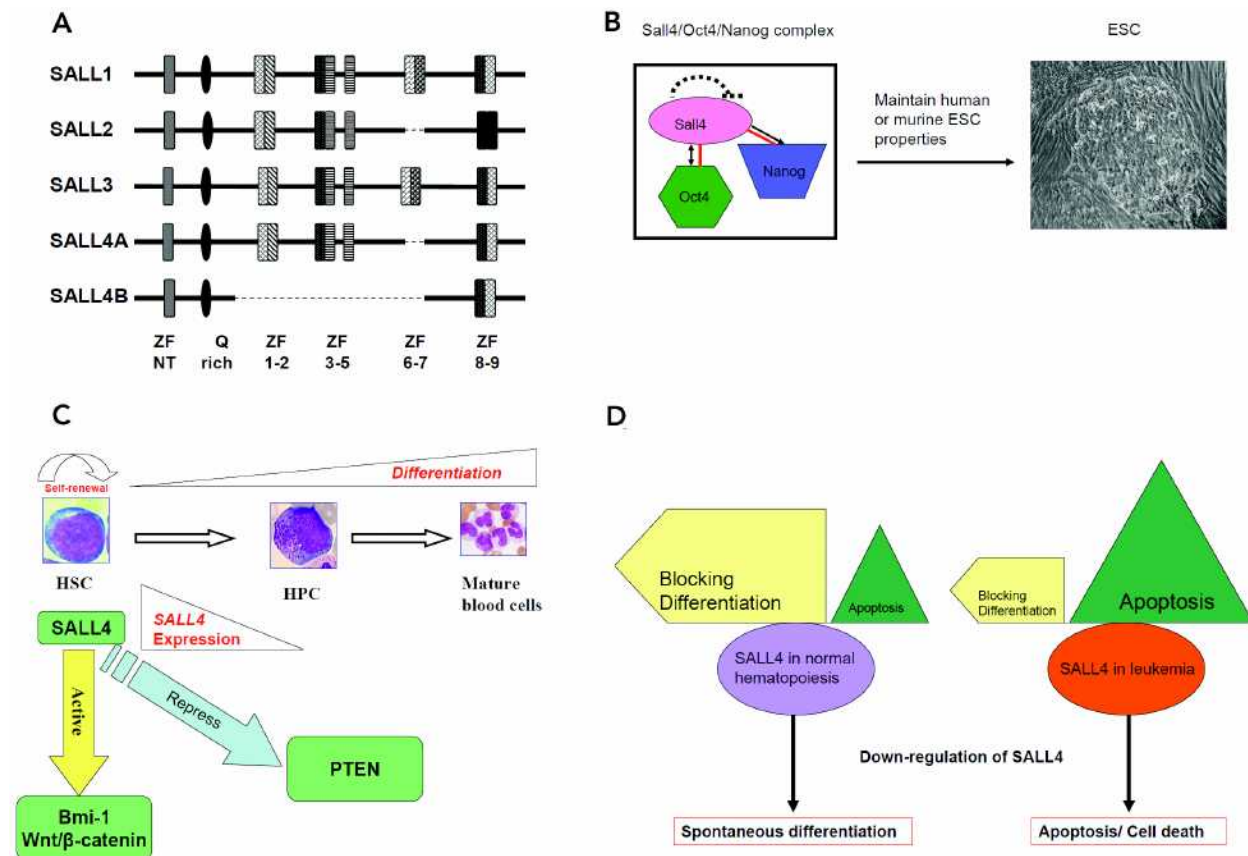 A
SALL1
SALL2
SALL3
SALL4A
SALL4B
ZF Q ZF ZF ZF ZF
NT rich 1-2 3-5 6-7 8-9
B
Sall4/Oct4/Nanog complex
ESC
Sall4
Oct4
Nanog
Maintain human
or murine ESC
properties
C
Self-renewal
Differentiation
HSC
HPC
Mature
blood cells
SALL4
SALL4
Expression
Active
Repress
PTEN
Bmi-1
Wnt/β-catenin
D
Blocking
Differentiation
Apoptosis
Blocking
Differentiation
Apoptosis
SALL4 in normal
hematopoiesis
SALL4 in leukemia
Down-regulation of SALL4
Spontaneous differentiation
Apoptosis/ Cell death